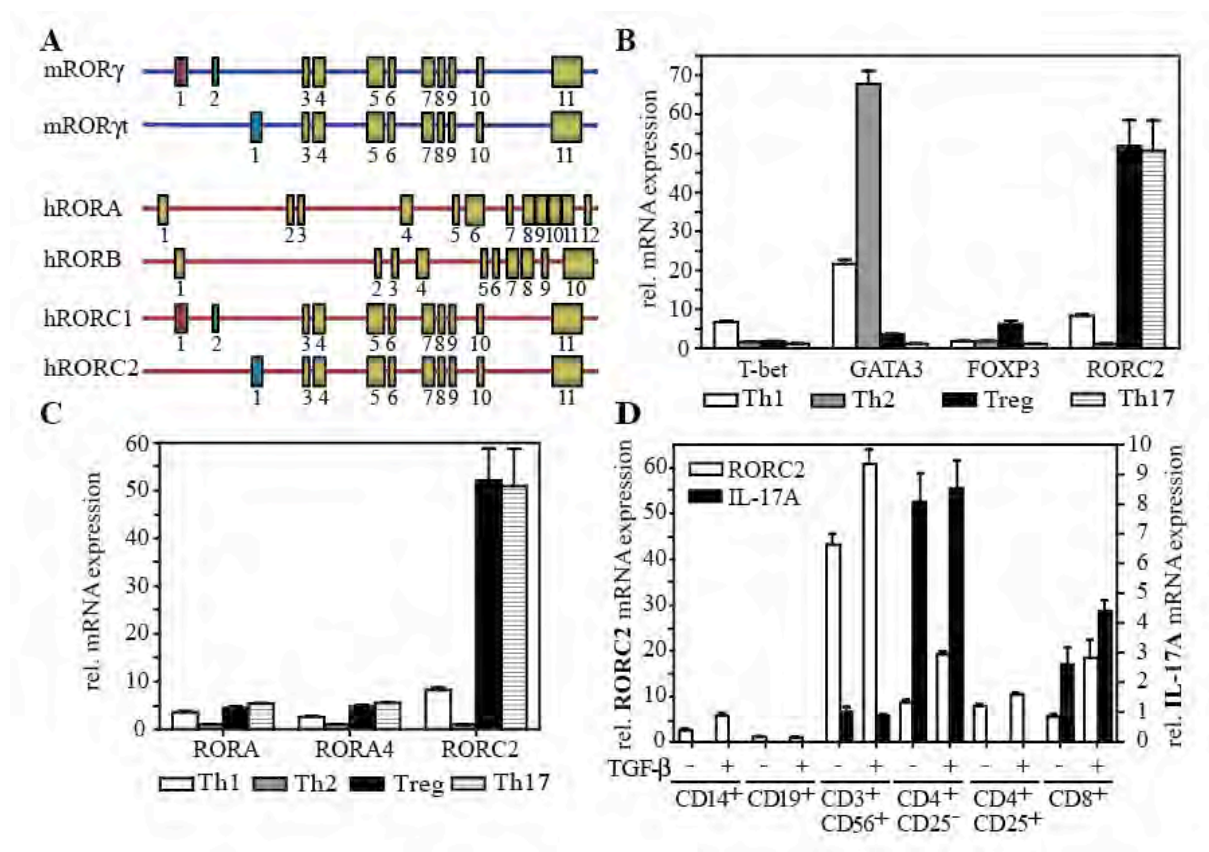 A
mRORγ
1 2 3 4 5 6 7 8 9 10 11
mRORγt
1 3 4 5 6 7 8 9 10 11
hRORA
1 2 3 4 5 6 7 8 9 10 11 12
hRORB
1 2 3 4 5 6 7 8 9 10
hRORC1
1 2 3 4 5 6 7 8 9 10 11
hRORC2
1 3 4 5 6 7 8 9 10 11
B
rel. mRNA expression
70
60
50
40
30
20
10
0
T-bet GATA3 FOXP3 RORC2
Th1 Th2 Treg Th17
C
rel. mRNA expression
60
50
40
30
20
10
0
RORA RORA4 RORC2
Th1 Th2 Treg Th17
D
rel. RORC2 mRNA expression
60
50
40
30
20
10
0
RORC2
IL-17A
10
9
8
7
6
5
4
3
2
1
0
rel. IL-17A mRNA expression
TGF-β - + - + - + - + - + - +
CD14+ CD19+ CD3+ CD4+ CD4+ CD8+
CD56+ CD25- CD25+